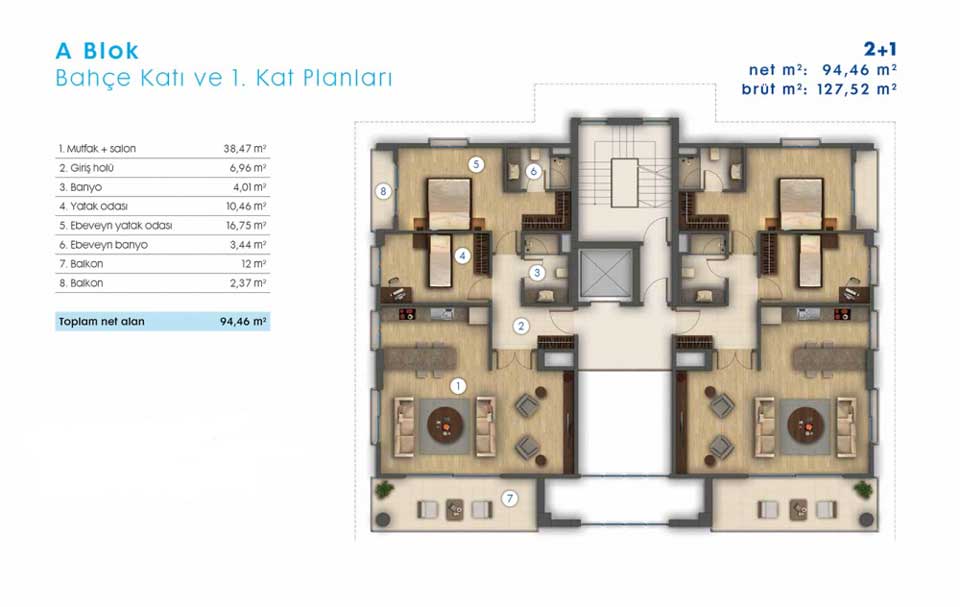 A Blok
Bahçe Katı ve 1. Kat Planları
2+1
net m²: 94,46 m²
brüt m²: 127,52 m²
1. Mutfak + salon 38,47 m²
2. Giriş holü 6,96 m²
3. Banyo 4,01 m²
4. Yatak odası 10,46 m²
5. Ebeveyn yatak odası 16,75 m²
6. Ebeveyn banyo 3,44 m²
7. Balkon 12 m²
8. Balkon 2,37 m²
Toplam net alan 94,46 m²
5
6
8
4
3
2
1
7